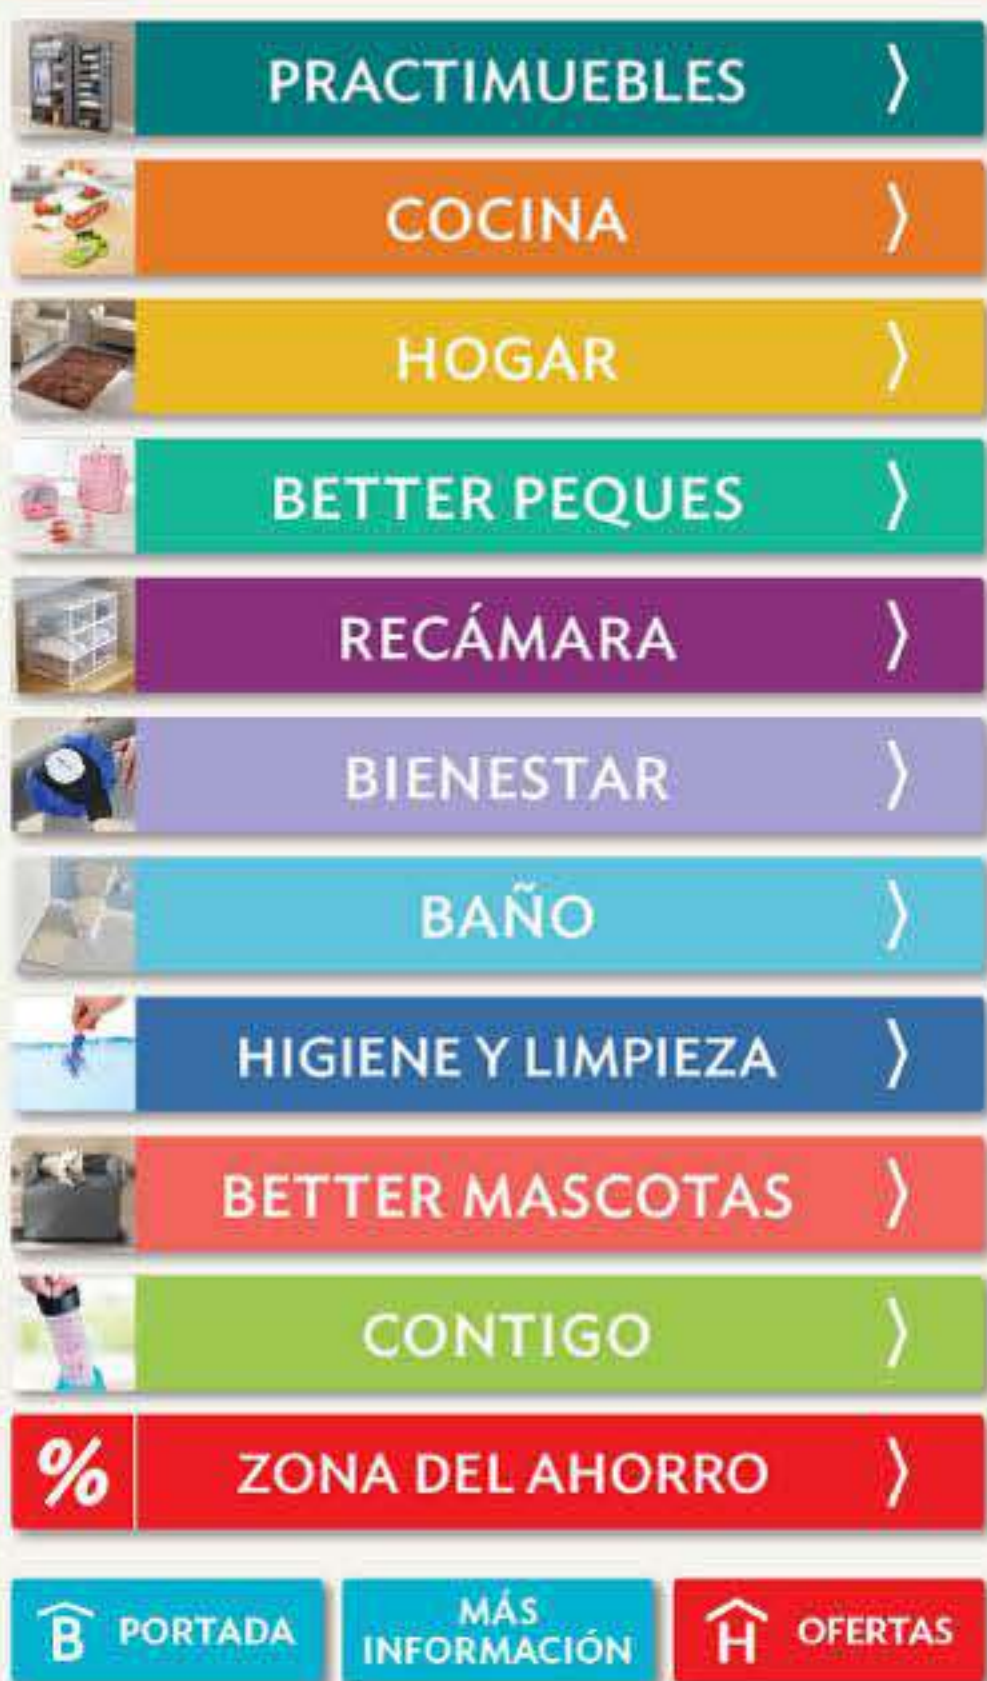 PRACTIMUEBLES
COCINA
HOGAR
BETTER PEQUES
RECÁMARA
BIENESTAR
BAÑO
HIGIENE Y LIMPIEZA
BETTER MASCOTAS
CONTIGO
% ZONA DEL AHORRO
B PORTADA
MÁS
INFORMACIÓN
H OFERTAS